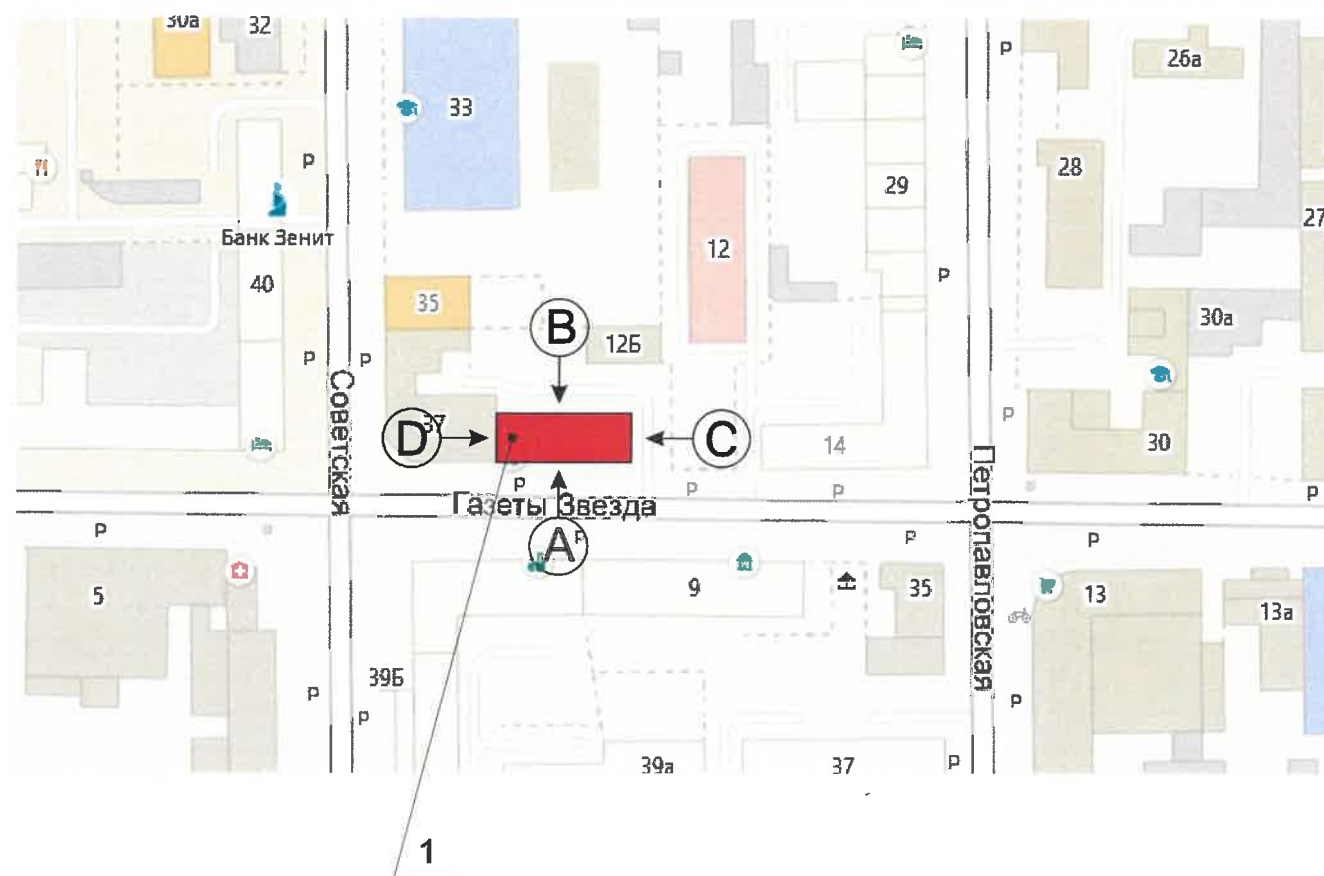 30а
32
Р
26а
33
Р
28
29
12
27
Банк Зенит
40
Р
35
В
12Б
30а
Р
Р
Советская
37
D
C
14
Р
30
Петропавловская
Р
Р
Р
Р
Газеты Звезда
Р
А
Р
Р
Р
5
9
35
13
13а
39Б
Р
Р
Р
39а
37
Р
1